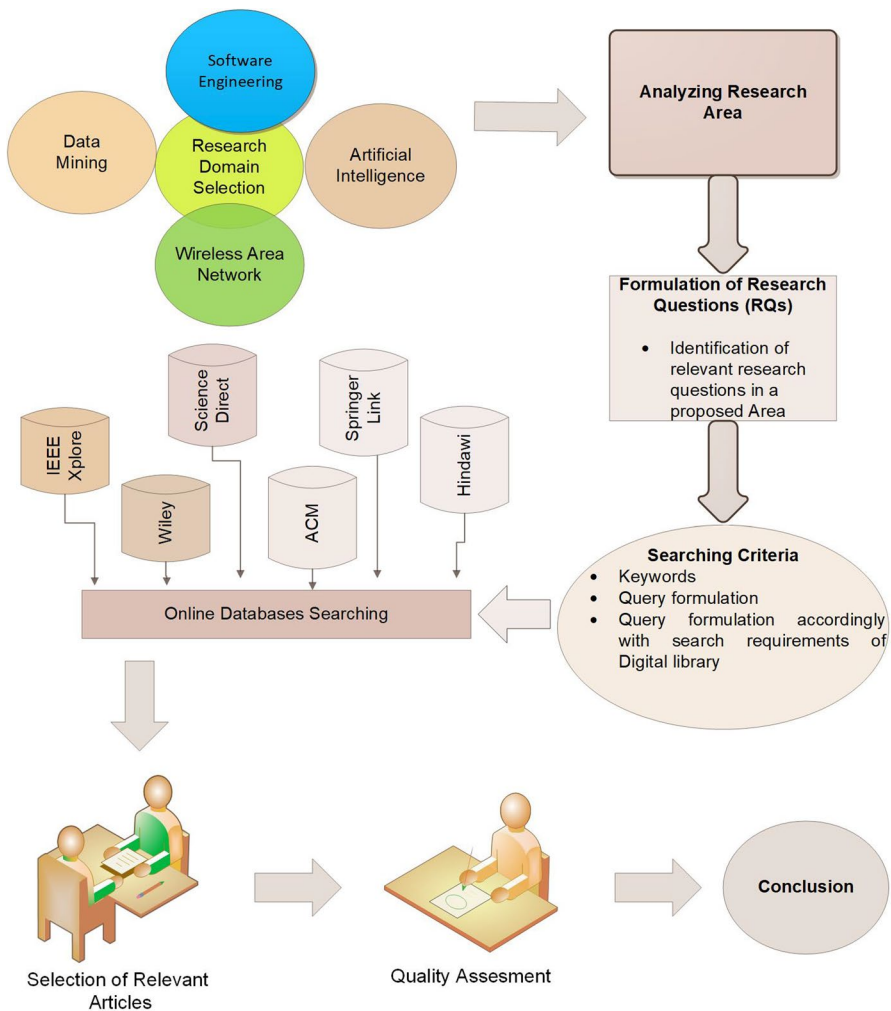 Software
Engineering
Data
Mining
Research
Domain
Selection
Artificial
Intelligence
Wireless Area
Network
Analyzing Research
Area
Formulation of Research
Questions (RQs)
• Identification of
relevant research
questions in a
proposed Area
IEEE
Xplore
Wiley
Science
Direct
ACM
Springer
Link
Hindawi
Searching Criteria
• Keywords
• Query formulation
• Query formulation accordingly
with search requirements of
Digital library
Online Databases Searching
Selection of Relevant
Articles
Quality Assesment
Conclusion